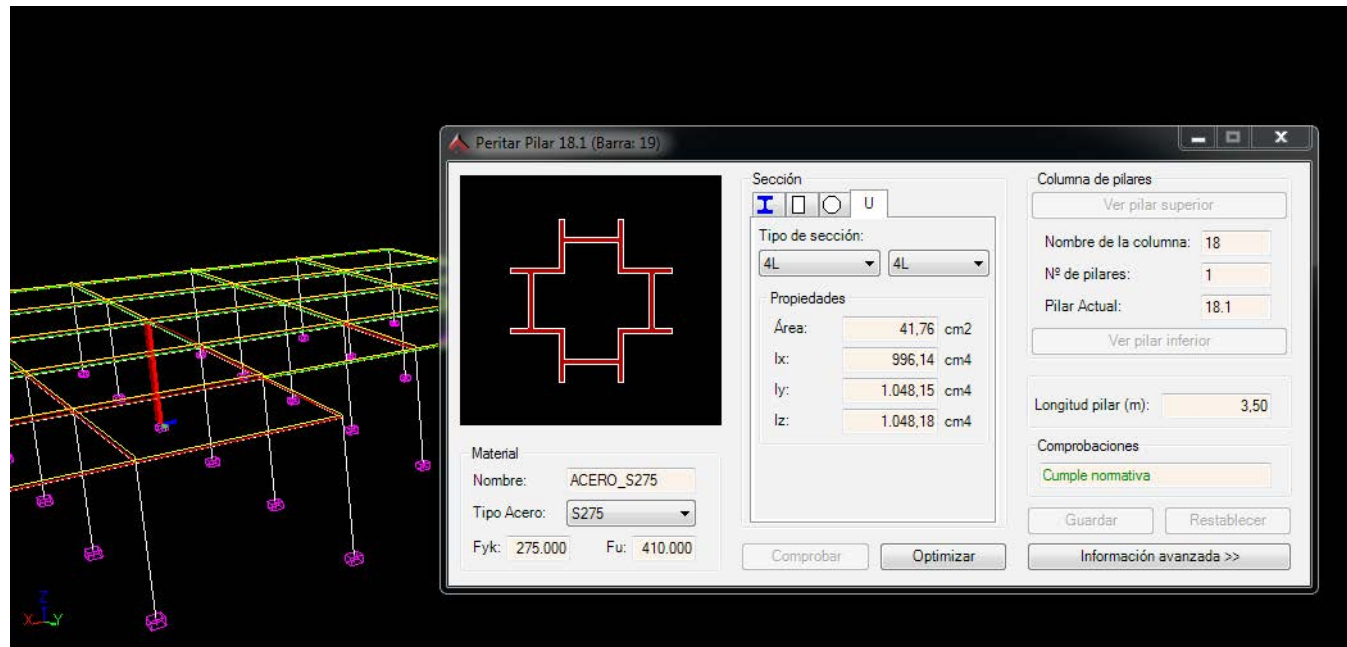 Peritar Pilar 18.1 (Barra: 19)
Sección
U
Tipo de sección:
4L 4L
Propiedades
Área: 41,76 cm2
Ix: 996,14 cm4
Iy: 1.048,15 cm4
Iz: 1.048,18 cm4
Material
Nombre: ACERO_S275
Tipo Acero: S275
Fyk: 275.000 Fu: 410.000
Comprobar Optimizar
Columna de pilares
Ver pilar superior
Nombre de la columna: 18
Nº de pilares: 1
Pilar Actual: 18.1
Ver pilar inferior
Longitud pilar (m): 3,50
Comprobaciones
Cumple normativa
Guardar Restablecer
Información avanzada >>
Z
X Y